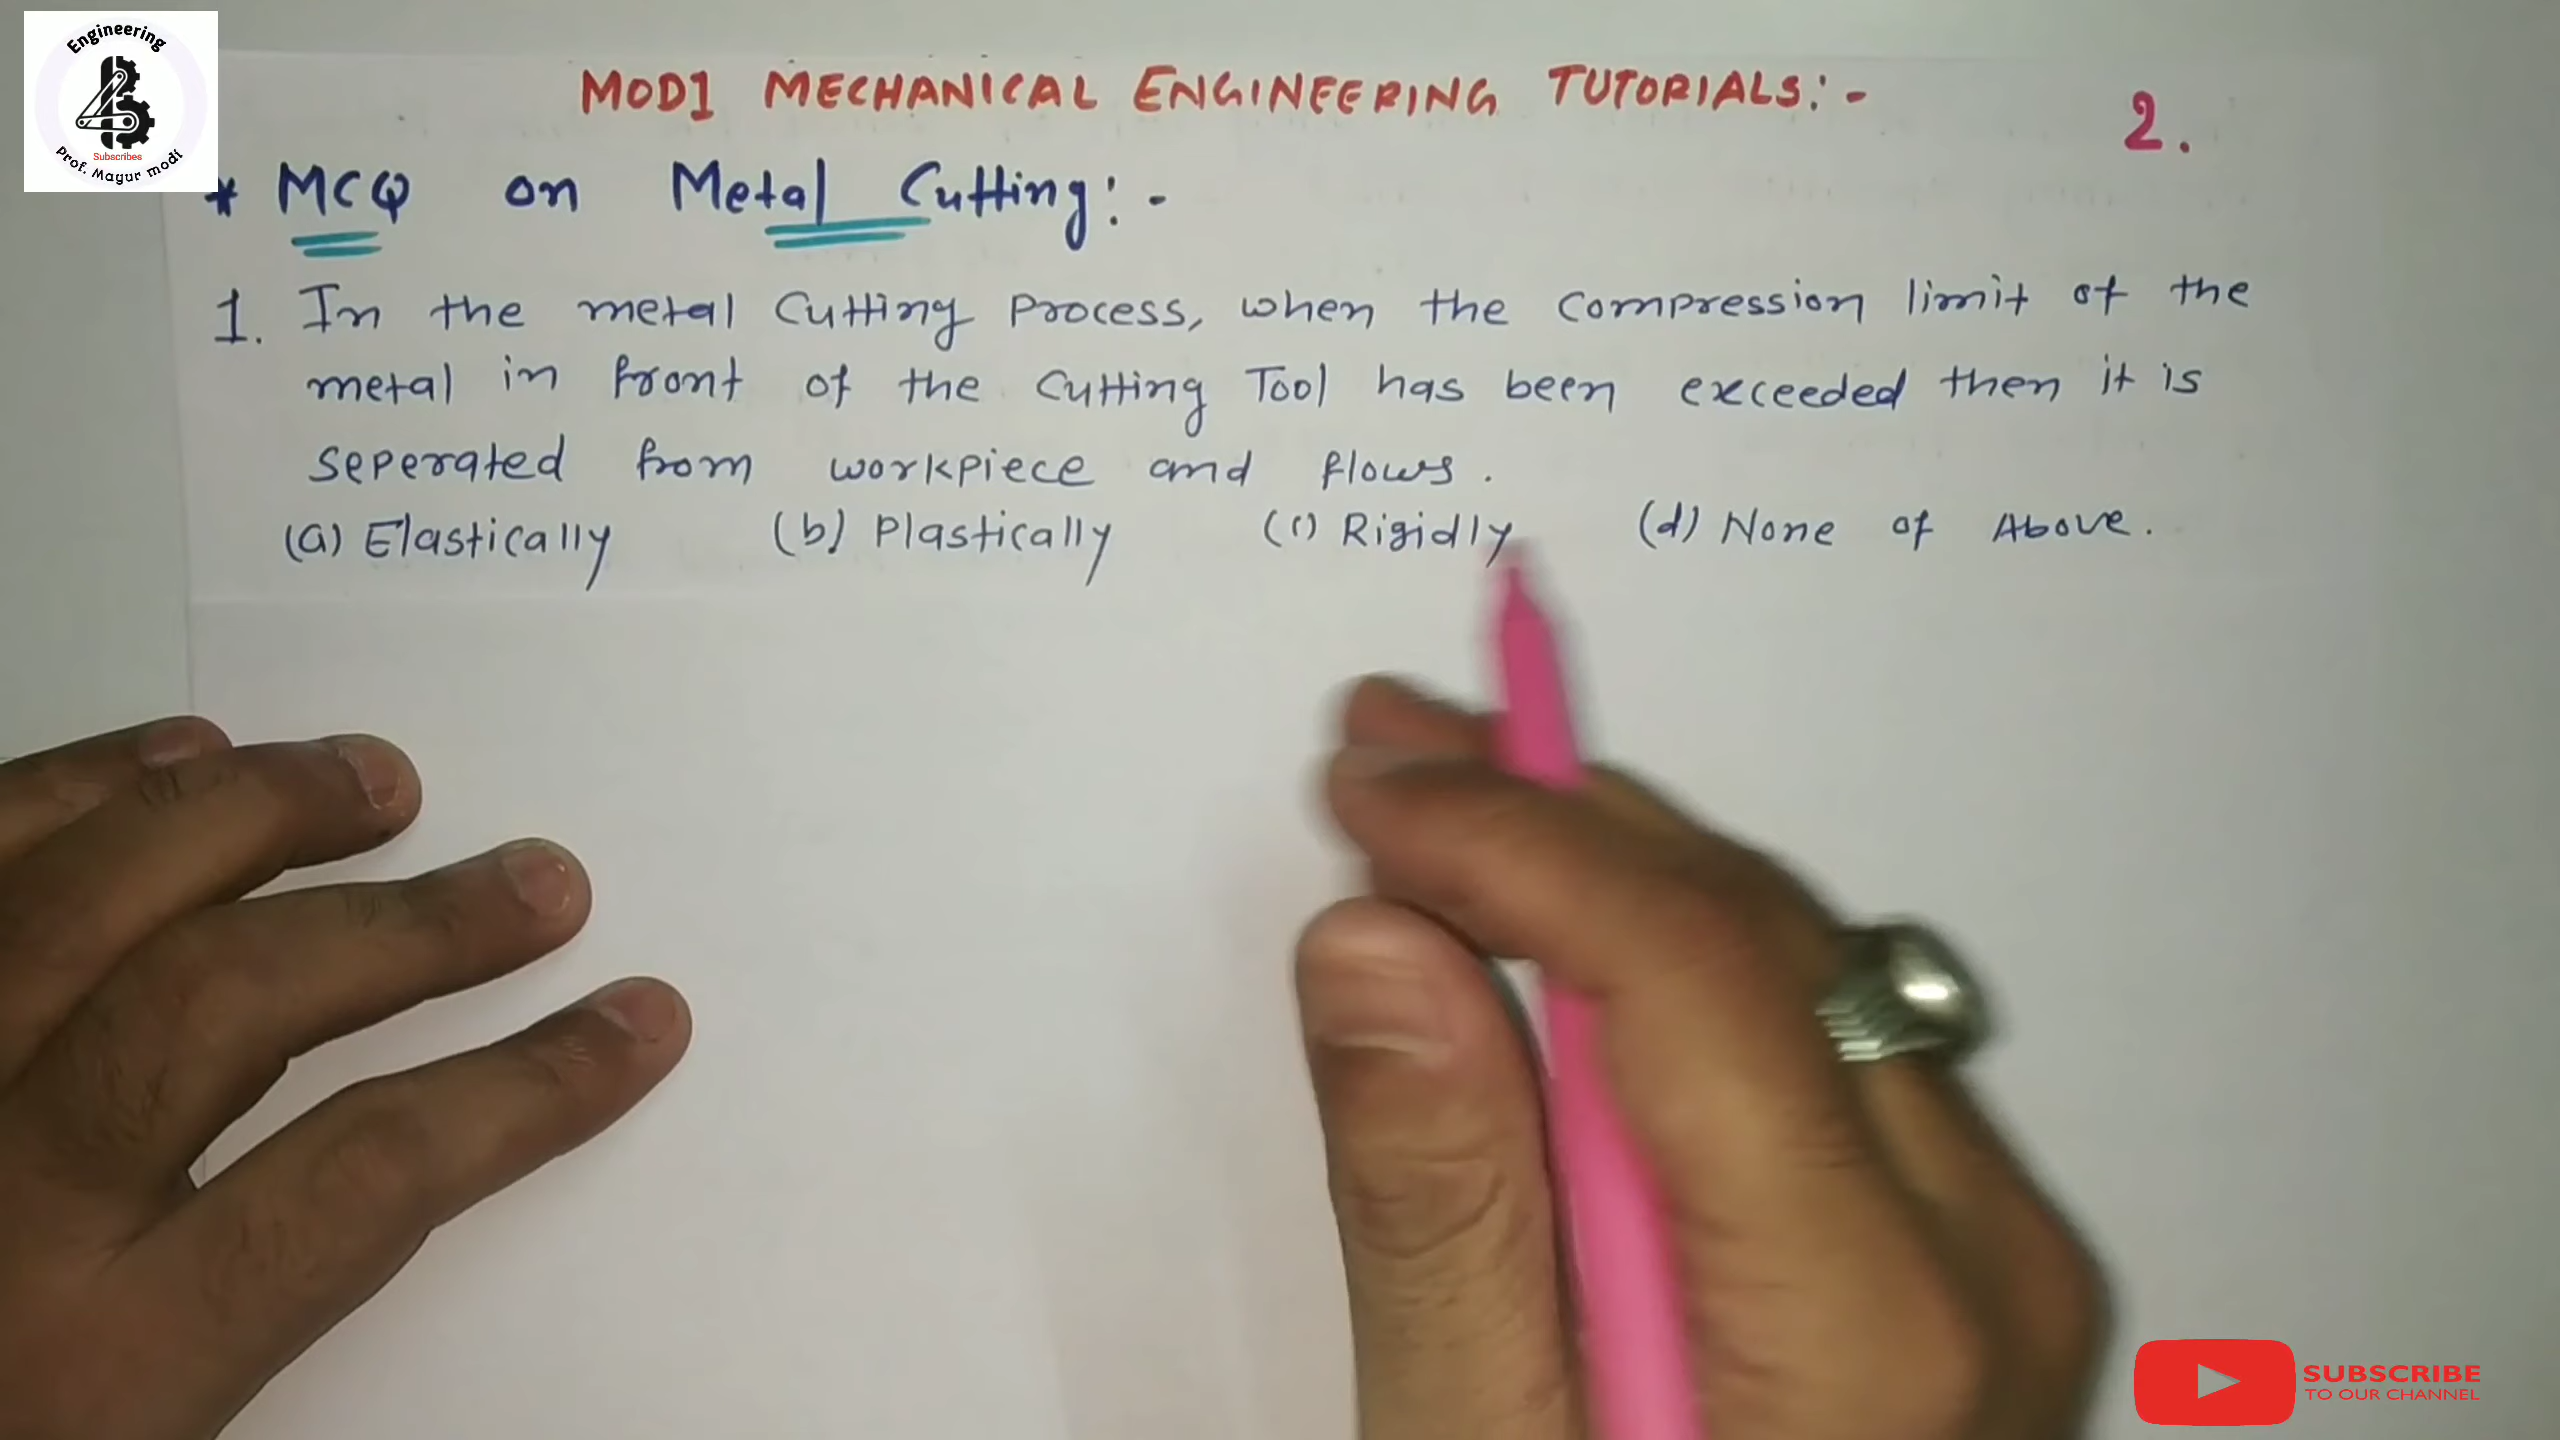 Engineering
Subscribes
Prof. Mayur modi
MODI MECHANICAL ENGINEERING TUTORIALS:-
2.
* MCQ on Metal Cutting:-
1. In the metal Cutting Process, when the compression limit of the
metal in front of the Cutting Tool has been exceeded then it is
seperated from workpiece and flows.
(a) Elastically (b) Plastically (c) Rigidly (d) None of Above.
SUBSCRIBE
TO OUR CHANNEL